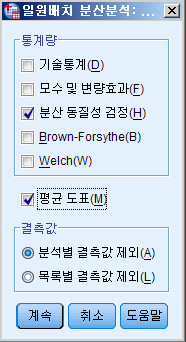 일원배치 분산분석: ...
통계량
기술통계(D)
모수 및 변량효과(F)
분산 동질성 검정(H)
Brown-Forsythe(B)
Welch(W)
평균 도표(M)
결측값
분석별 결측값 제외(A)
목록별 결측값 제외(L)
계속 취소 도움말